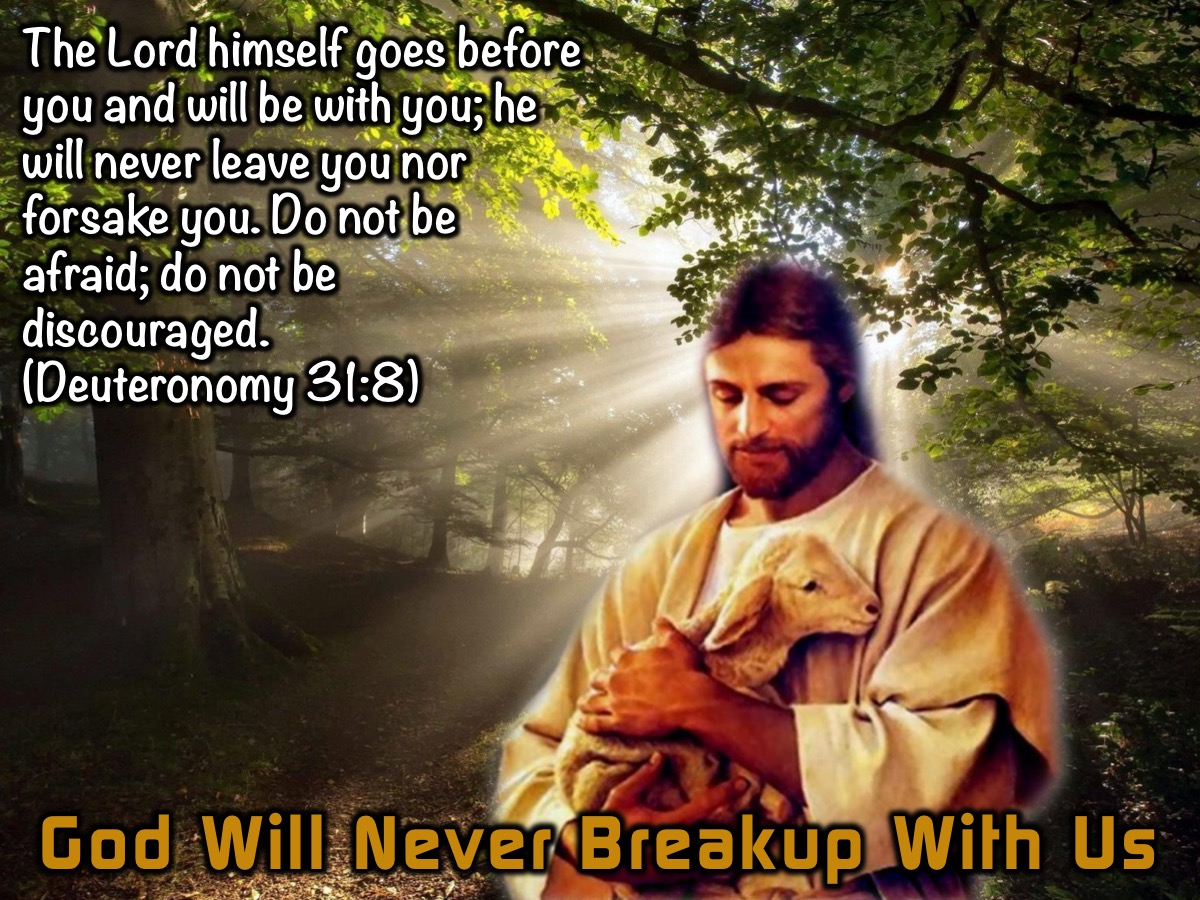 The Lord himself goes before
you and will be with you; he
will never leave you nor
forsake you. Do not be
afraid; do not be
discouraged.
(Deuteronomy 31:8)
God Will Never Breakup With Us